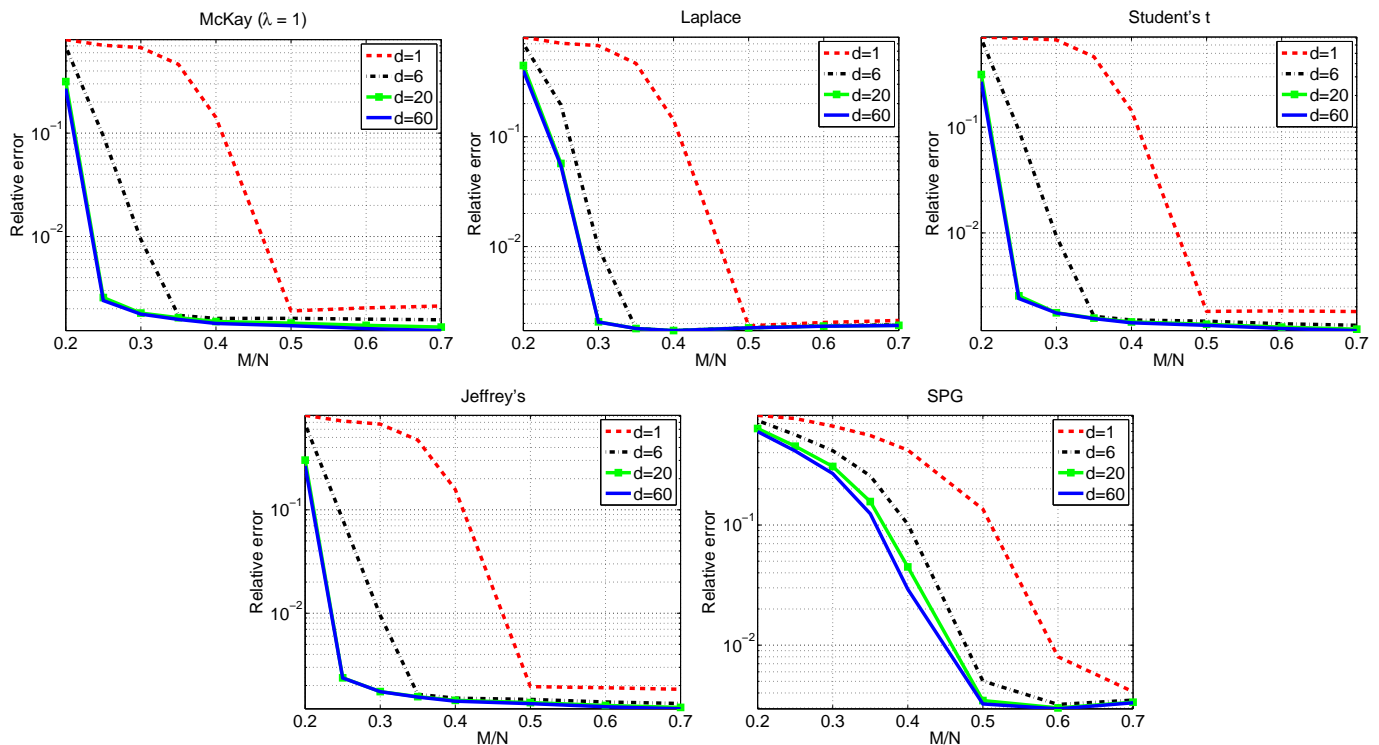 McKay (λ = 1)
Relative error
10⁻¹
10⁻²
d=1
d=6
d=20
d=60
0.2 0.3 0.4 0.5 0.6 0.7
M/N
Laplace
Relative error
10⁻¹
10⁻²
d=1
d=6
d=20
d=60
0.2 0.3 0.4 0.5 0.6 0.7
M/N
Student's t
Relative error
10⁻¹
10⁻²
d=1
d=6
d=20
d=60
0.2 0.3 0.4 0.5 0.6 0.7
M/N
Jeffrey's
Relative error
10⁻¹
10⁻²
d=1
d=6
d=20
d=60
0.2 0.3 0.4 0.5 0.6 0.7
M/N
SPG
Relative error
10⁻¹
10⁻²
d=1
d=6
d=20
d=60
0.2 0.3 0.4 0.5 0.6 0.7
M/N